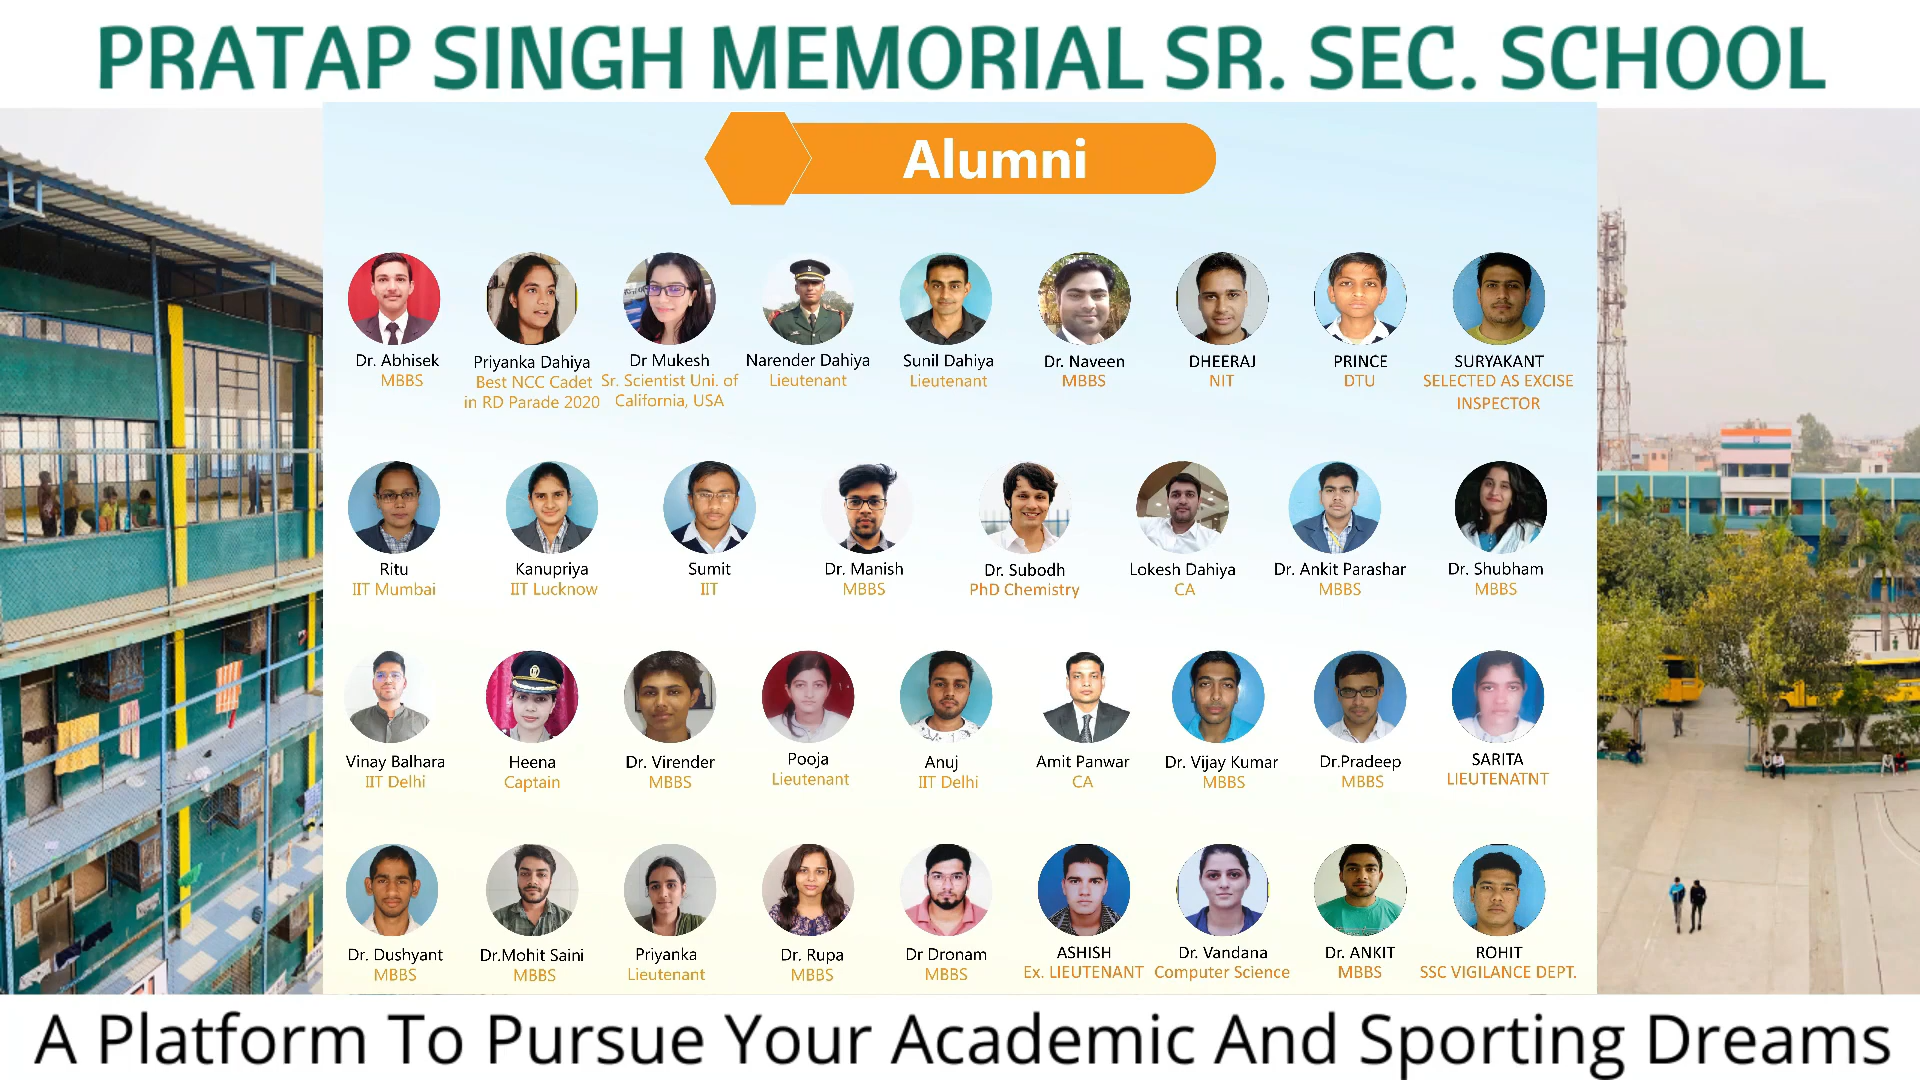 PRATAP SINGH MEMORIAL SR. SEC. SCHOOL
Alumni
Dr. Abhisek
MBBS
Priyanka Dahiya
Best NCC Cadet
in RD Parade 2020
Dr Mukesh
Sr. Scientist Uni. of
California, USA
Narender Dahiya
Lieutenant
Sunil Dahiya
Lieutenant
Dr. Naveen
MBBS
DHEERAJ
NIT
PRINCE
DTU
SURYAKANT
SELECTED AS EXCISE
INSPECTOR
Ritu
IIT Mumbai
Kanupriya
IIT Lucknow
Sumit
IIT
Dr. Manish
MBBS
Dr. Subodh
PhD Chemistry
Lokesh Dahiya
CA
Dr. Ankit Parashar
MBBS
Dr. Shubham
MBBS
Vinay Balhara
IIT Delhi
Heena
Captain
Dr. Virender
MBBS
Pooja
Lieutenant
Anuj
IIT Delhi
Amit Panwar
CA
Dr. Vijay Kumar
MBBS
Dr.Pradeep
MBBS
SARITA
LIEUTENATNT
Dr. Dushyant
MBBS
Dr.Mohit Saini
MBBS
Priyanka
Lieutenant
Dr. Rupa
MBBS
Dr Dronam
MBBS
ASHISH
Ex. LIEUTENANT
Dr. Vandana
Computer Science
Dr. ANKIT
MBBS
ROHIT
SSC VIGILANCE DEPT.
A Platform To Pursue Your Academic And Sporting Dreams